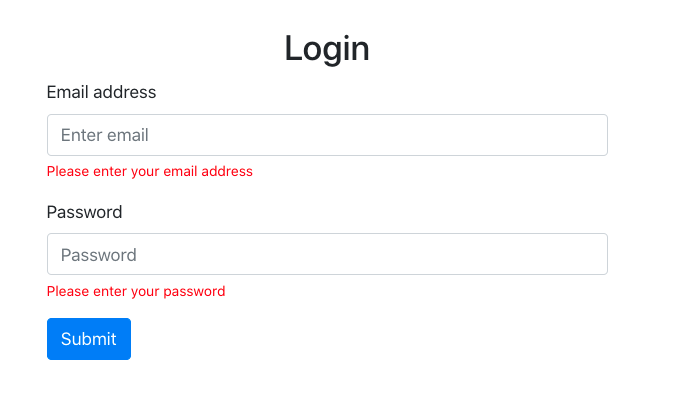 Login
Email address
Enter email
Please enter your email address
Password
Password
Please enter your password
Submit